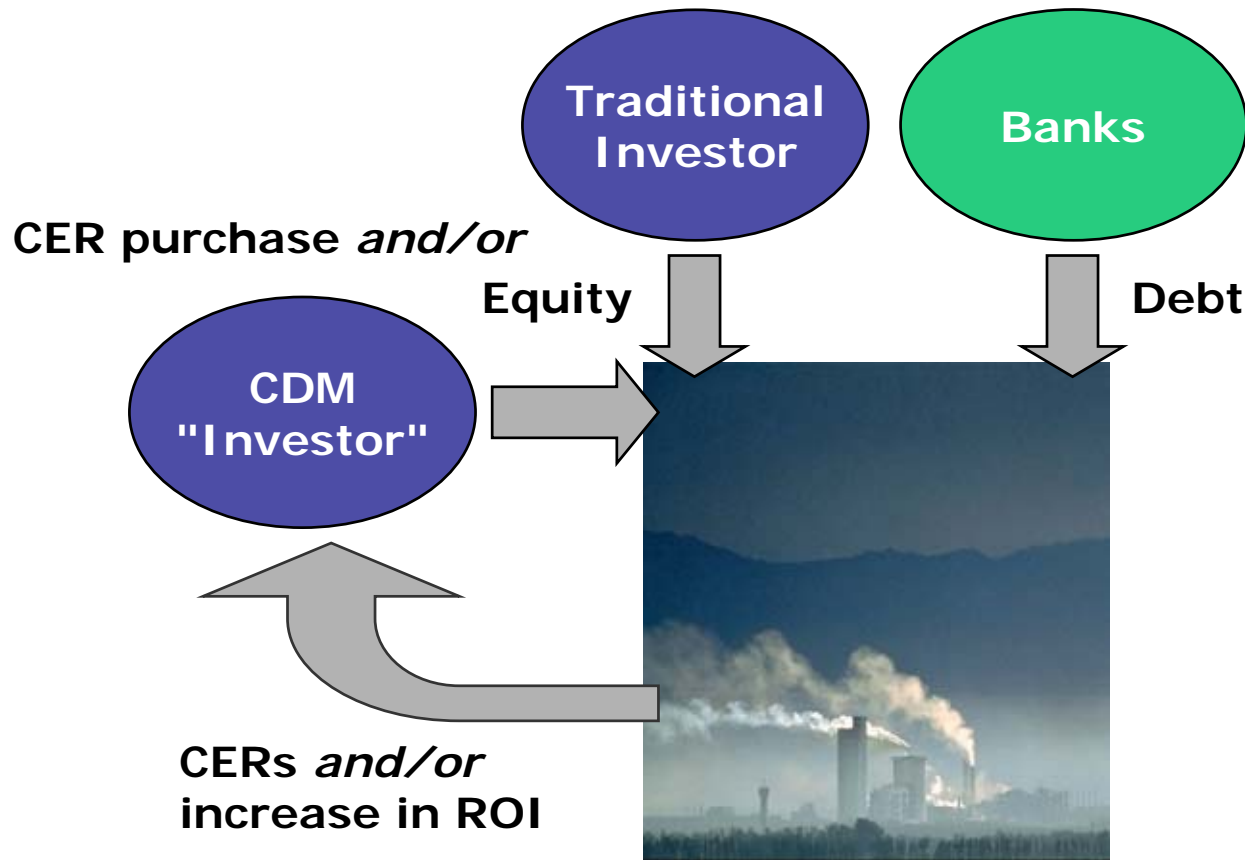 Traditional
Investor
Banks
CER purchase and/or
Equity
Debt
CDM
"Investor"
CERs and/or
increase in ROI